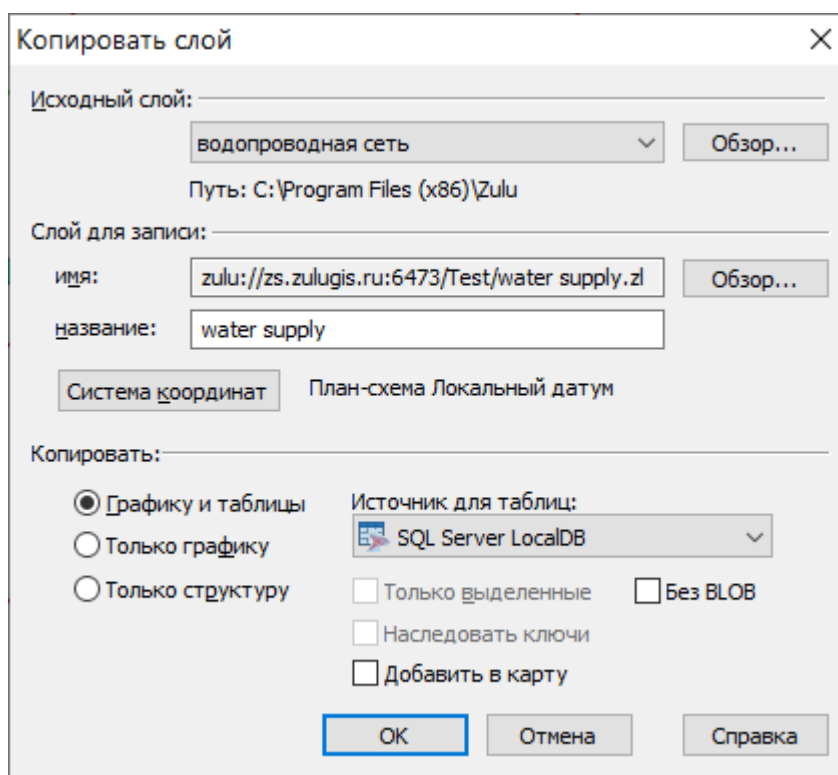 Копировать слой
Исходный слой:
водопроводная сеть Обзор...
Путь: C:\Program Files (x86)\Zulu
Слой для записи:
имя: zulu://zs.zulugis.ru:6473/Test/water supply.zl Обзор...
название: water supply
Система координат План-схема Локальный датум
Копировать:
Графику и таблицы Источник для таблиц:
Только графику SQL Server LocalDB
Только структуру Только выделенные Без BLOB
Наследовать ключи
Добавить в карту
ОК Отмена Справка